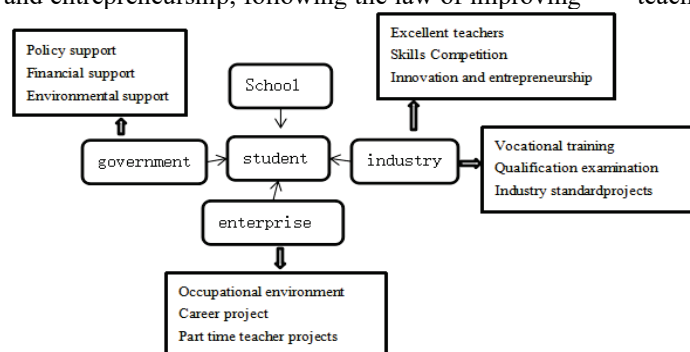 and entrepreneurship, following the law of improving teach
Policy support
Financial support
Environmental support
School
Excellent teachers
Skills Competition
Innovation and entrepreneurship
government
student
industry
Vocational training
Qualification examination
Industry standardprojects
enterprise
Occupational environment
Career project
Part time teacher projects